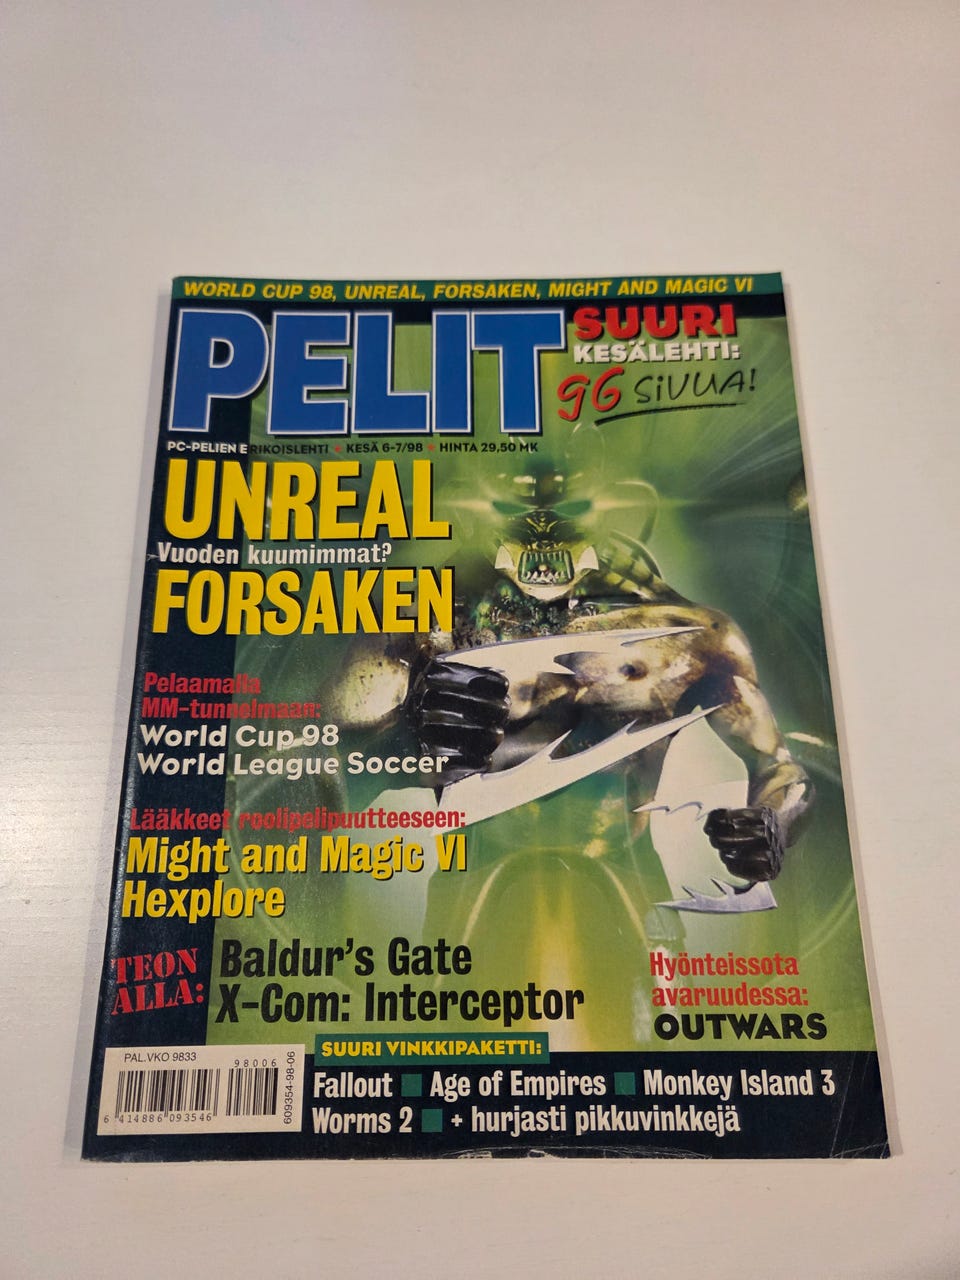 WORLD CUP 98, UNREAL, FORSAKEN, MIGHT AND MAGIC VI
PELIT
SUURI
KESÄLEHTI:
96 SIVUA!
PC-PELIEN ERIKOISLEHTI • KESÄ 6-7/98 • HINTA 29,50 MK
UNREAL
Vuoden kuumimmat?
FORSAKEN
Pelaamalla
MM-tunnelmaan:
World Cup 98
World League Soccer
Lääkkeet roolipelipuutteeseen:
Might and Magic VI
Hexplore
TEON
ALLA:
Baldur's Gate
X-Com: Interceptor
Hyönteissota
avaruudessa:
OUTWARS
SUURI VINKKIPAKETTI:
Fallout ■ Age of Empires ■ Monkey Island 3
Worms 2 ■ + hurjasti pikkuvinkkejä
PAL.VKO 9833
98006
6 414886 093546
609354-98-06